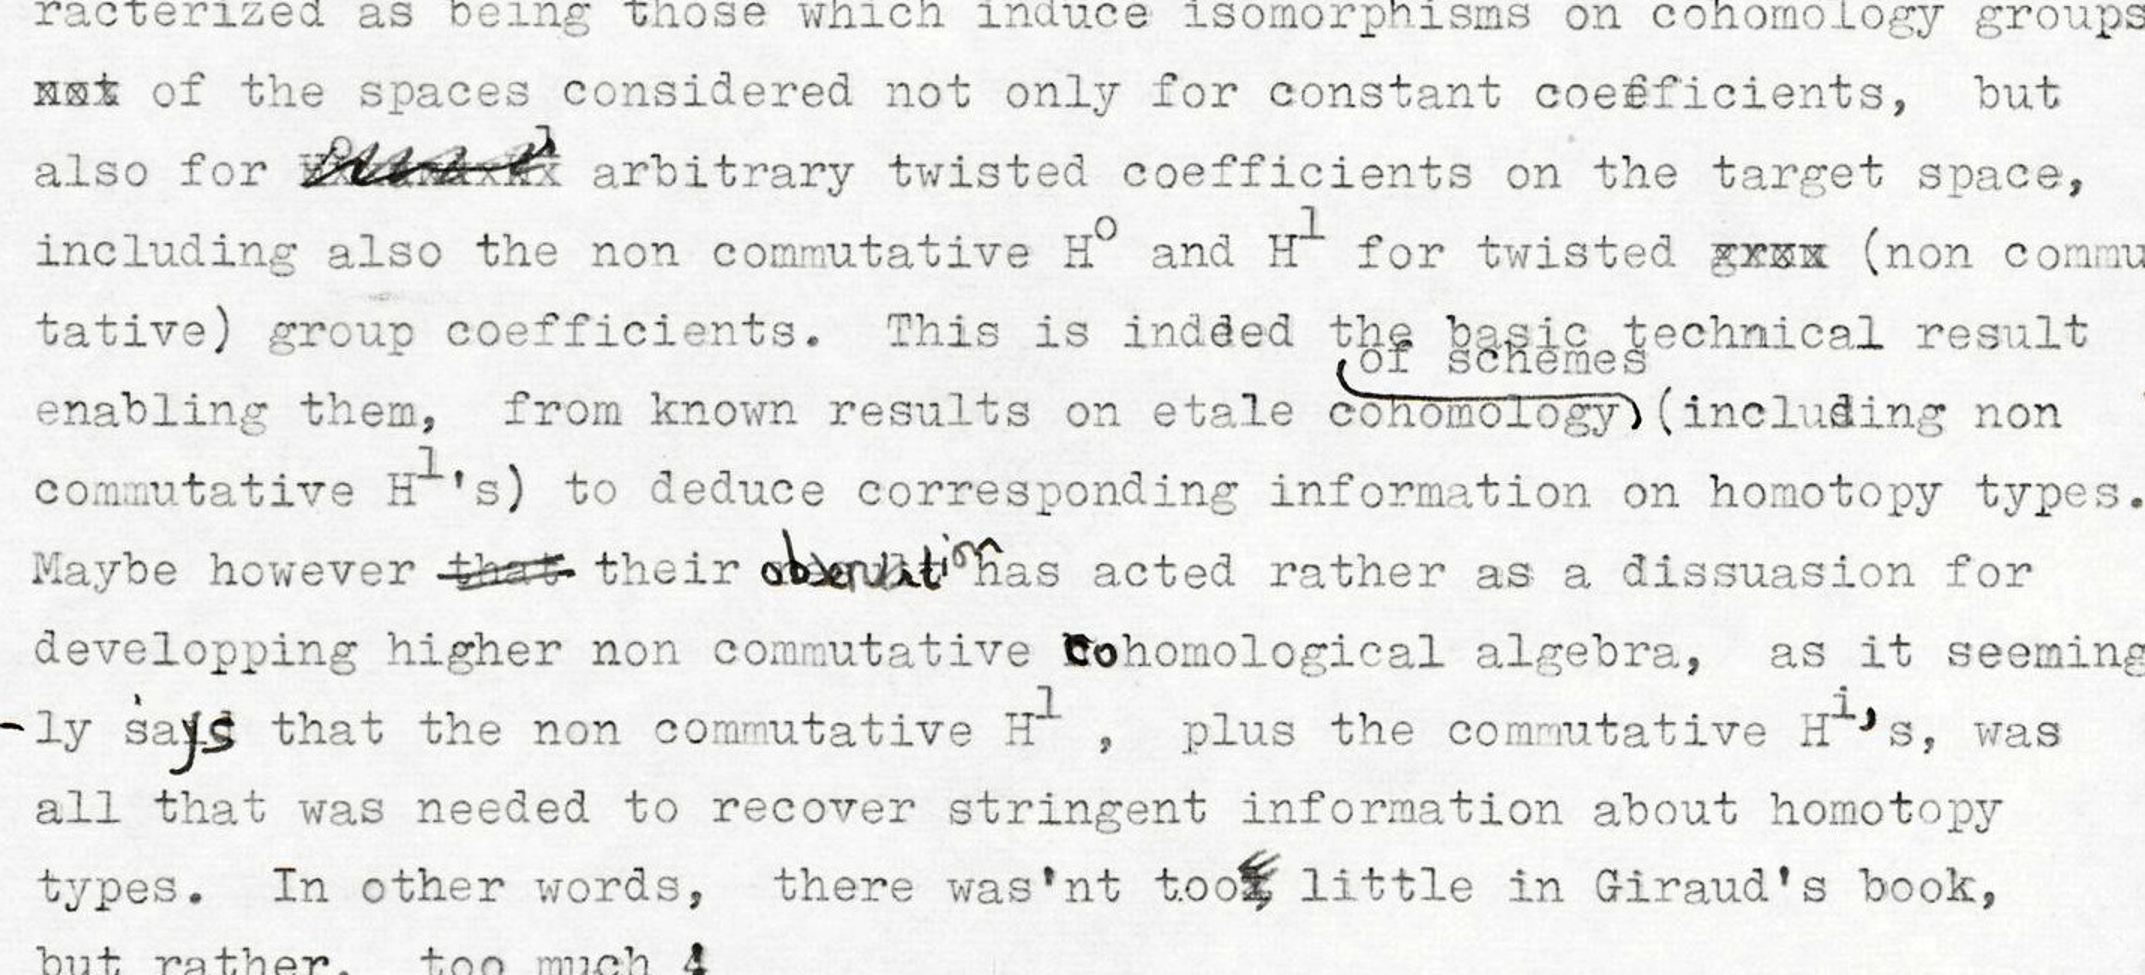 racterized as being those which induce isomorphisms on cohomology groups
of the spaces considered not only for constant coefficients, but
also for arbitrary twisted coefficients on the target space,
including also the non commutative H⁰ and H¹ for twisted (non commu
tative) group coefficients. This is indeed the basic technical result
of schemes
enabling them, from known results on etale cohomology (including non
commutative H¹'s) to deduce corresponding information on homotopy types.
Maybe however that their has acted rather as a dissuasion for
developping higher non commutative cohomological algebra, as it seeming
-ly says that the non commutative H¹, plus the commutative Hⁱ's, was
all that was needed to recover stringent information about homotopy
types. In other words, there was'nt too little in Giraud's book,
but rather, too much !